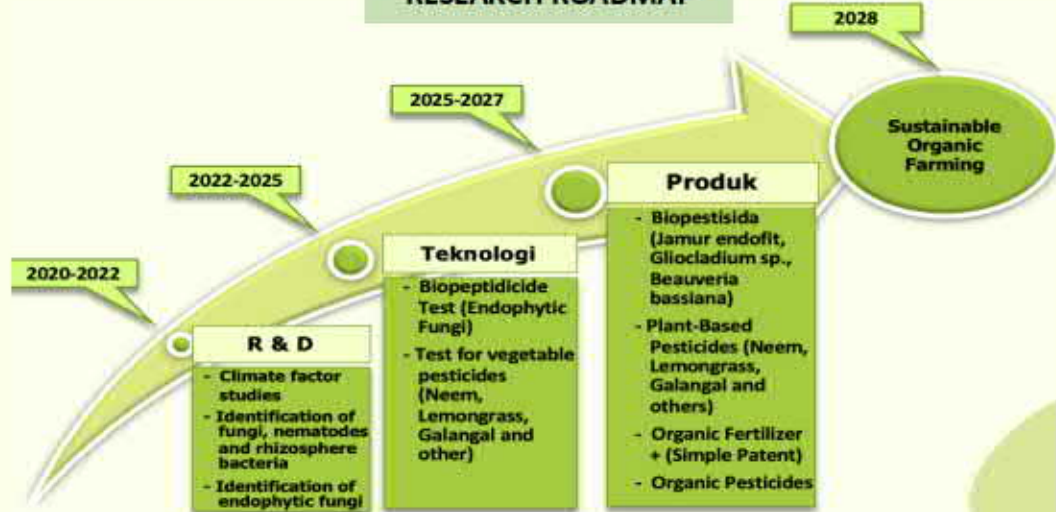 RESEARCH ROADMAP
2028
2025-2027
Sustainable
Organic
Farming
2022-2025
Produk
- Biopestisida
(Jamur endofit,
Gliocladium sp.,
Beauveria
bassiana)
- Plant-Based
Pesticides (Neem,
Lemongrass,
Galangal and
others)
- Organic Fertilizer
+ (Simple Patent)
- Organic Pesticides
Teknologi
- Biopeptidicide
Test (Endophytic
Fungi)
- Test for vegetable
pesticides
(Neem,
Lemongrass,
Galangal and
other)
2020-2022
R & D
- Climate factor
studies
- Identification of
fungi, nematodes
and rhizosphere
bacteria
- Identification of
endophytic fungi